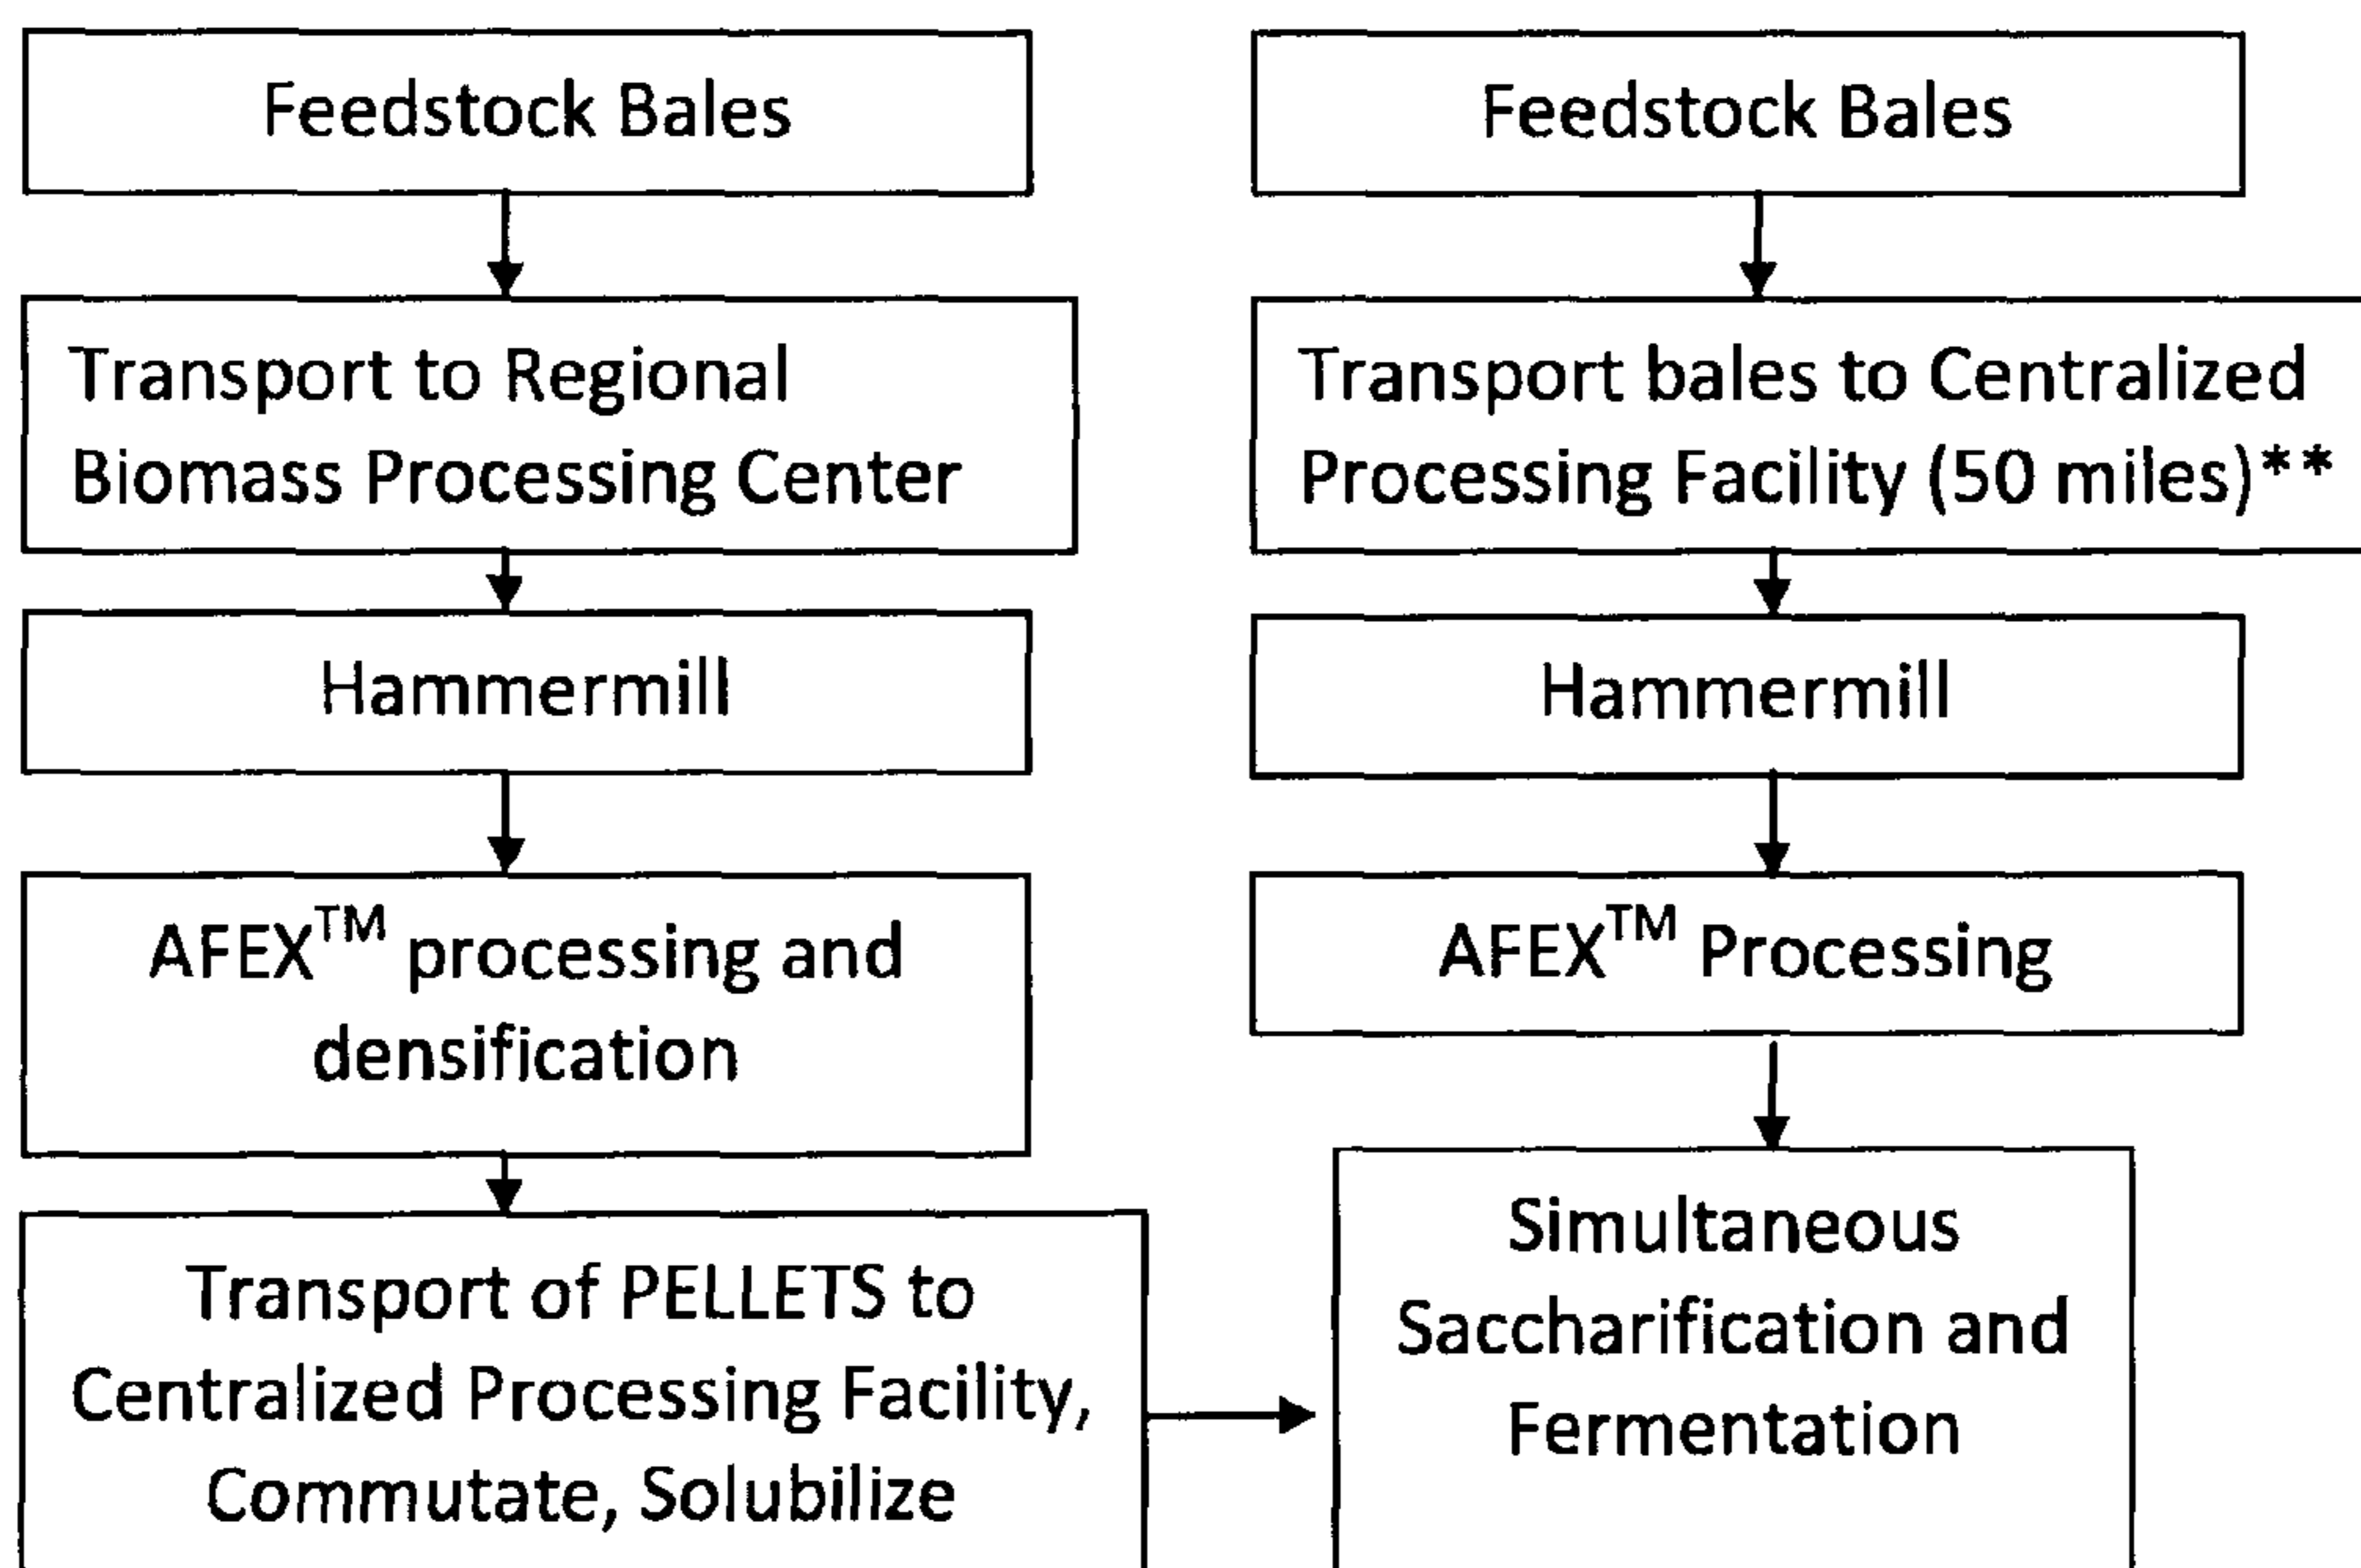 Feedstock Bales
Transport to Regional
Biomass Processing Center
Hammermill
AFEX™ processing and
densification
Transport of PELLETS to
Centralized Processing Facility,
Commutate, Solubilize
Feedstock Bales
Transport bales to Centralized
Processing Facility (50 miles)**
Hammermill
AFEX™ Processing
Simultaneous
Saccharification and
Fermentation